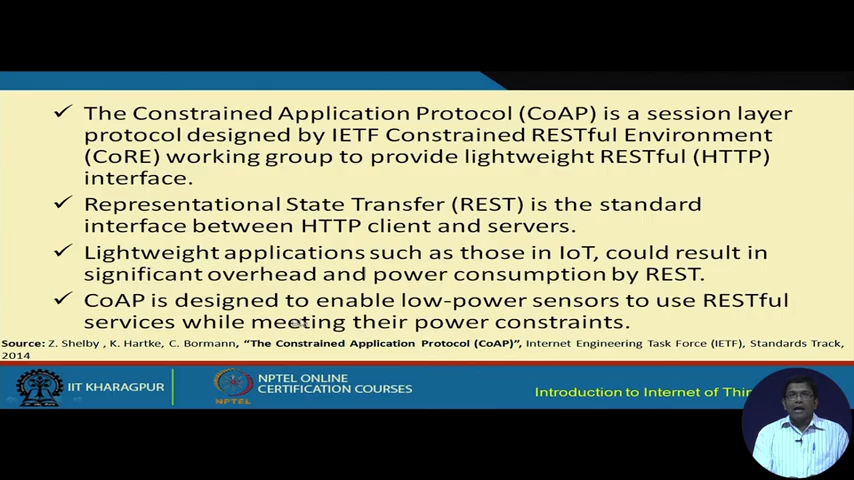 ✓ The Constrained Application Protocol (CoAP) is a session layer
protocol designed by IETF Constrained RESTful Environment
(CoRE) working group to provide lightweight RESTful (HTTP)
interface.
✓ Representational State Transfer (REST) is the standard
interface between HTTP client and servers.
✓ Lightweight applications such as those in IoT, could result in
significant overhead and power consumption by REST.
✓ CoAP is designed to enable low-power sensors to use RESTful
services while meeting their power constraints.
Source: Z. Shelby , K. Hartke, C. Bormann, “The Constrained Application Protocol (CoAP)”, Internet Engineering Task Force (IETF), Standards Track,
2014
IIT KHARAGPUR
NPTEL
NPTEL ONLINE
CERTIFICATION COURSES
Introduction to Internet of Thin